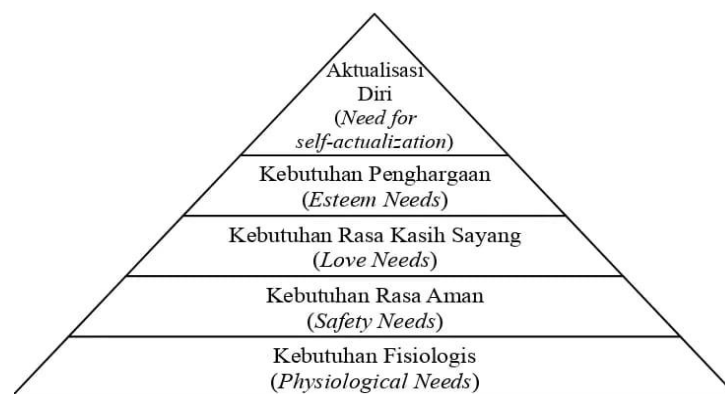 Aktualisasi
Diri
(Need for
self-actualization)
Kebutuhan Penghargaan
(Esteem Needs)
Kebutuhan Rasa Kasih Sayang
(Love Needs)
Kebutuhan Rasa Aman
(Safety Needs)
Kebutuhan Fisiologis
(Physiological Needs)